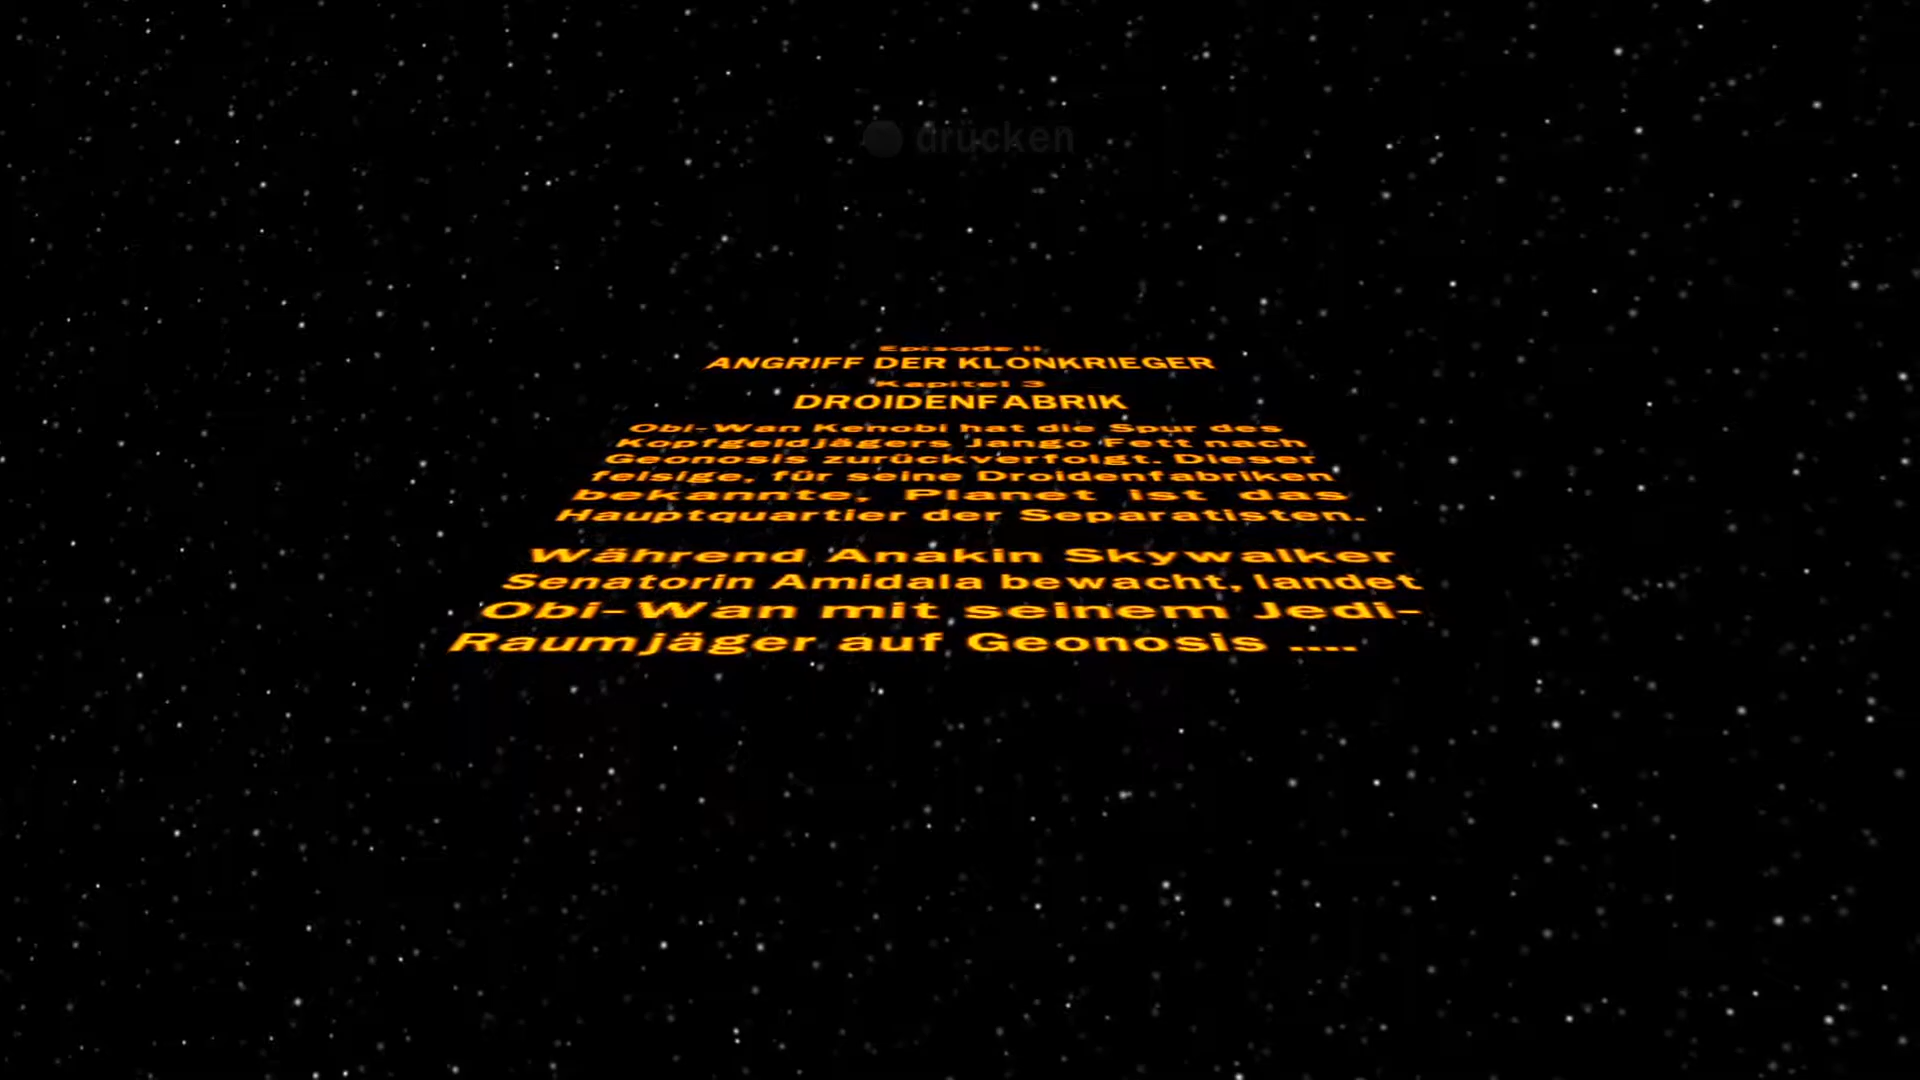 drücken
Episode II
ANGRIFF DER KLONKRIEGER
Kapitel 3
DROIDENFABRIK
Obi-Wan Kenobi hat die Spur des
Kopfgeldjägers Jango Fett nach
Geonosis zurückverfolgt. Dieser
felsige, für seine Droidenfabriken
bekannte, Planet ist das
Hauptquartier der Separatisten.
Während Anakin Skywalker
Senatorin Amidala bewacht, landet
Obi-Wan mit seinem Jedi-
Raumjäger auf Geonosis ....